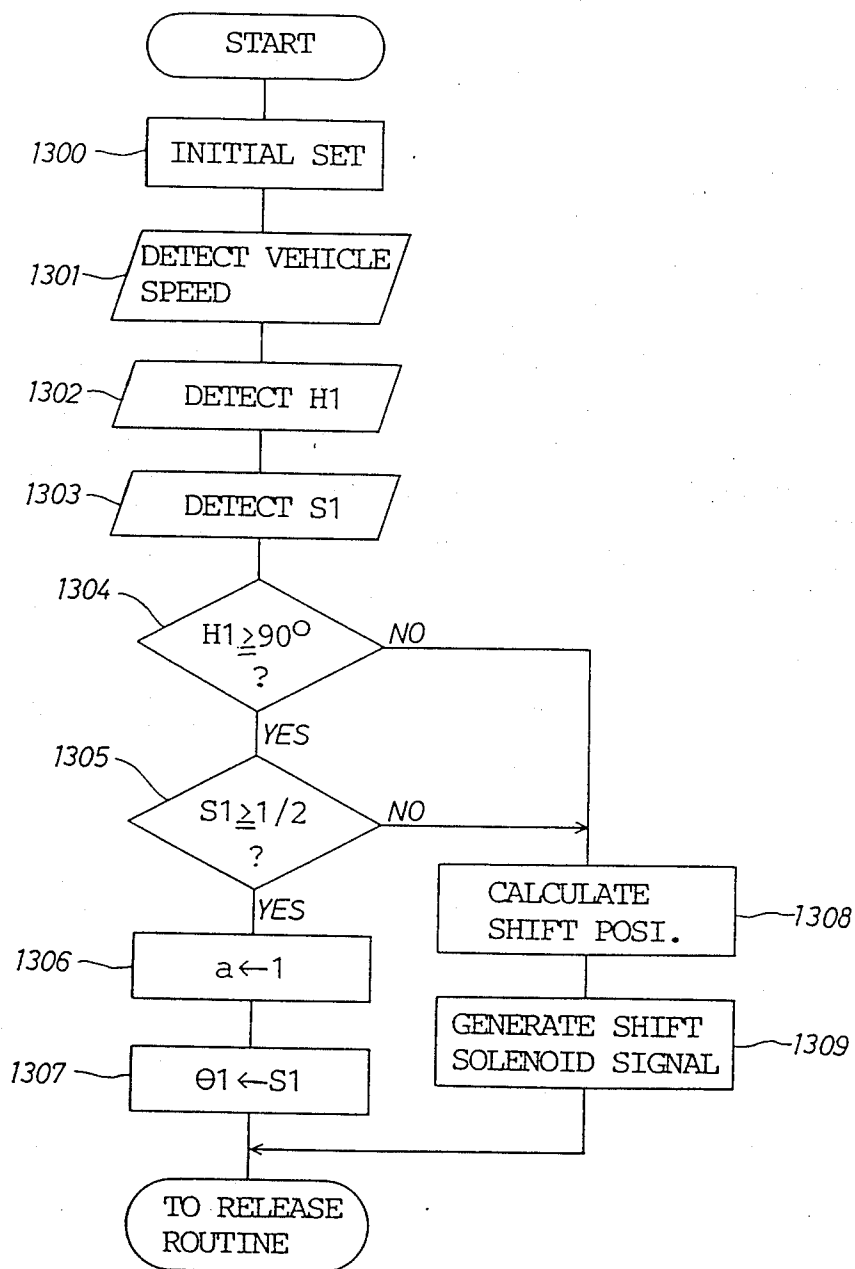 START
1300
INITIAL SET
1301
DETECT VEHICLE
SPEED
1302
DETECT H1
1303
DETECT S1
1304
H1≧90°
?
NO
YES
1305
S1≧1/2
?
NO
YES
CALCULATE
SHIFT POSI.
1308
1306
a←1
GENERATE SHIFT
SOLENOID SIGNAL
1309
1307
θ1←S1
TO RELEASE
ROUTINE